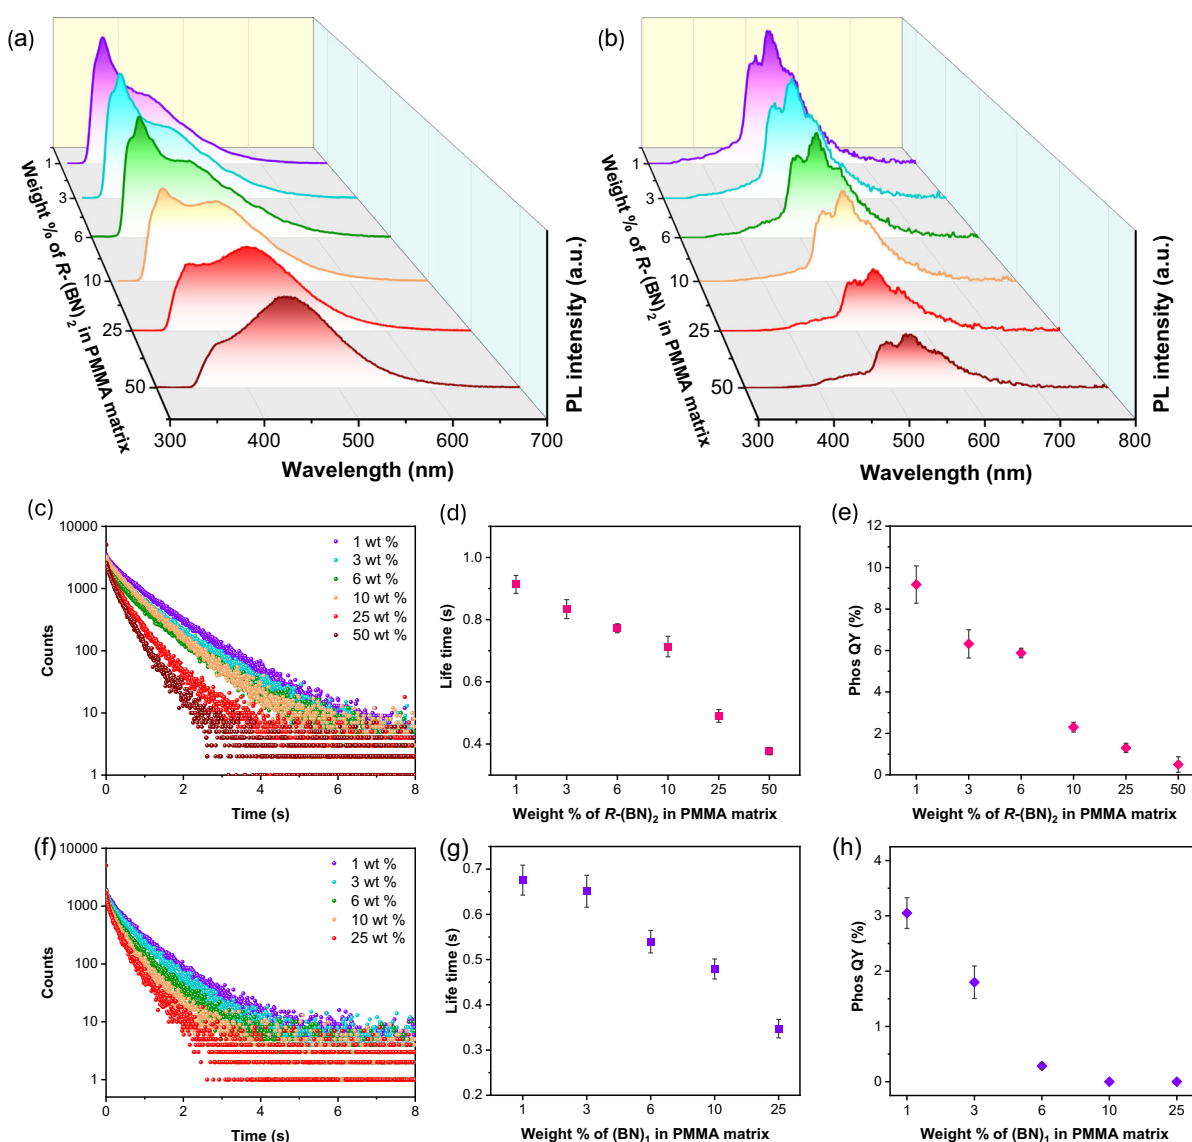 (a)
Weight % of R-(BN)₂ in PMMA matrix
1
3
6
10
25
50
300 400 500 600 700
Wavelength (nm)
PL intensity (a.u.)
(b)
Weight % of R-(BN)₂ in PMMA matrix
1
3
6
10
25
50
300 400 500 600 700 800
Wavelength (nm)
PL intensity (a.u.)
(c)
10000
1000
100
10
1
Counts
1 wt %
3 wt %
6 wt %
10 wt %
25 wt %
50 wt %
0 2 4 6 8
Time (s)
(d)
1.0
0.8
0.6
0.4
Life time (s)
1 3 6 10 25 50
Weight % of R-(BN)₂ in PMMA matrix
(e)
12
10
8
6
4
2
0
Phos QY (%)
1 3 6 10 25 50
Weight % of R-(BN)₂ in PMMA matrix
(f)
10000
1000
100
10
1
Counts
1 wt %
3 wt %
6 wt %
10 wt %
25 wt %
0 2 4 6 8
Time (s)
(g)
0.7
0.6
0.5
0.4
0.3
0.2
Life time (s)
1 3 6 10 25
Weight % of (BN)₁ in PMMA matrix
(h)
4
3
2
1
0
Phos QY (%)
1 3 6 10 25
Weight % of (BN)₁ in PMMA matrix